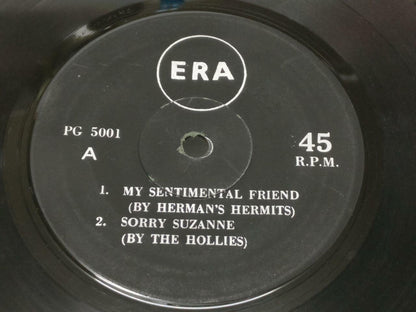 ERA
PG 5001
A
45
R.P.M.
1. MY SENTIMENTAL FRIEND
(BY HERMAN'S HERMITS)
2. SORRY SUZANNE
(BY THE HOLLIES)